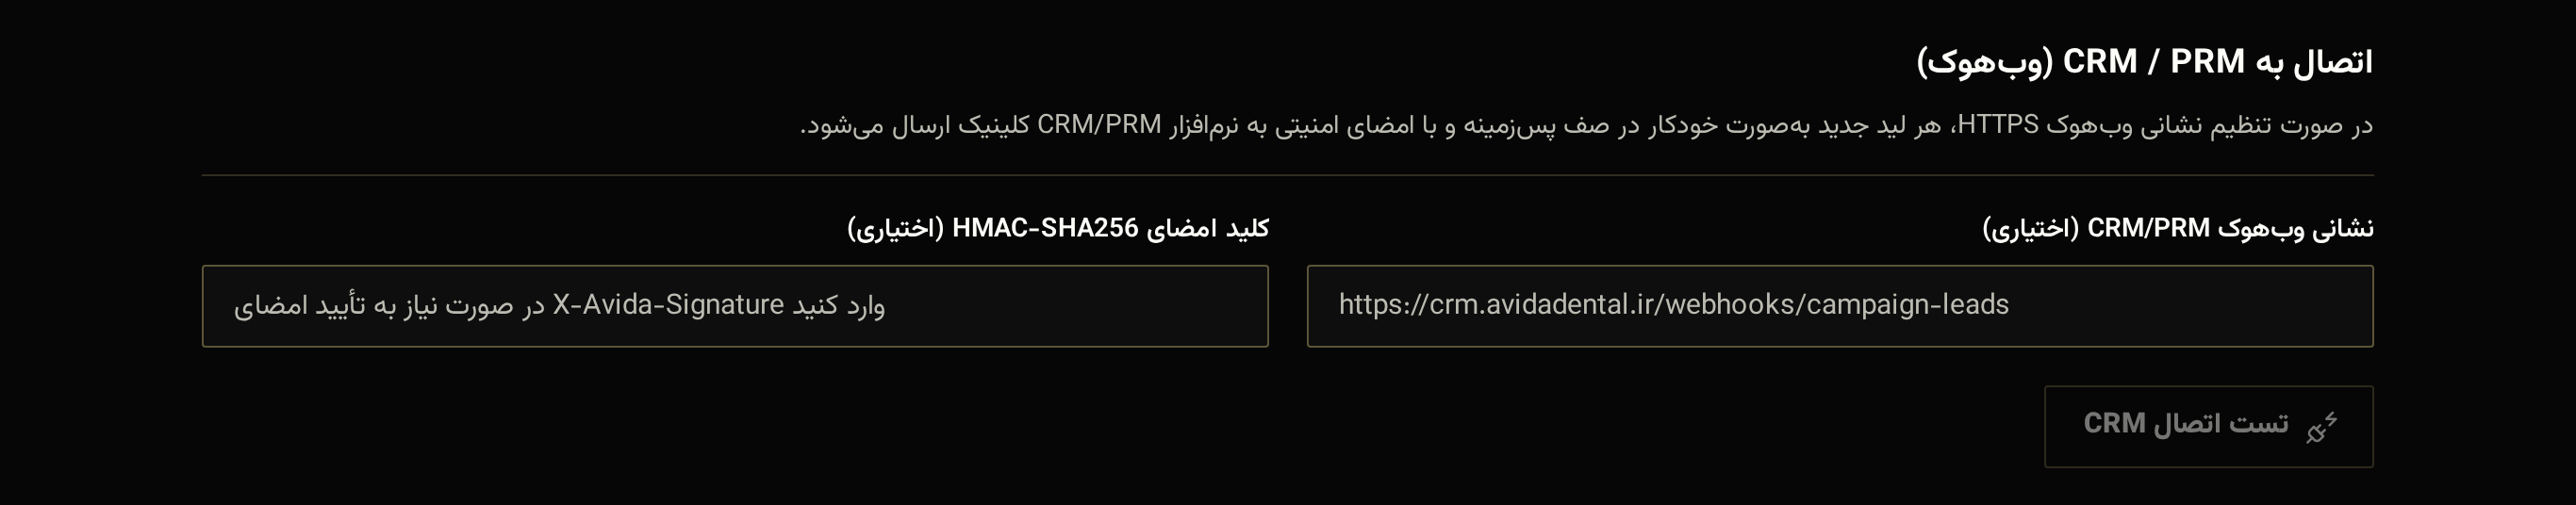 اتصال به CRM / PRM (وب‌هوک)
در صورت تنظیم نشانی وب‌هوک HTTPS، هر لید جدید به‌صورت خودکار در صف پس‌زمینه و با امضای امنیتی به نرم‌افزار CRM/PRM کلینیک ارسال می‌شود.
نشانی وب‌هوک CRM/PRM (اختیاری)
https://crm.avidadental.ir/webhooks/campaign-leads
کلید امضای HMAC-SHA256 (اختیاری)
در صورت نیاز به تأیید امضای X-Avida-Signature وارد کنید
تست اتصال CRM